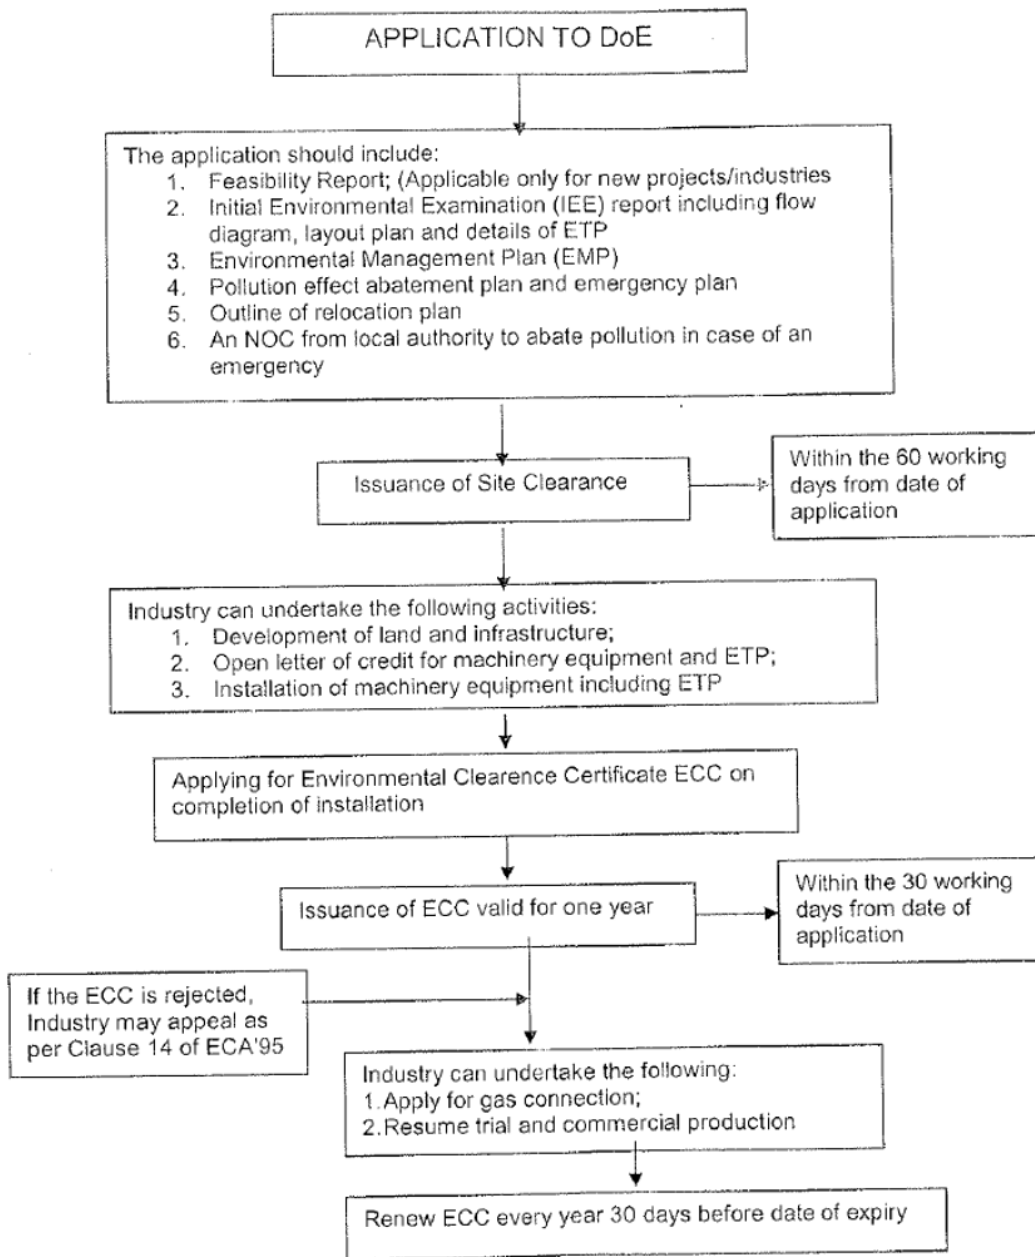 APPLICATION TO DoE
The application should include:
1. Feasibility Report; (Applicable only for new projects/industries
2. Initial Environmental Examination (IEE) report including flow
diagram, layout plan and details of ETP
3. Environmental Management Plan (EMP)
4. Pollution effect abatement plan and emergency plan
5. Outline of relocation plan
6. An NOC from local authority to abate pollution in case of an
emergency
Issuance of Site Clearance
Within the 60 working
days from date of
application
Industry can undertake the following activities:
1. Development of land and infrastructure;
2. Open letter of credit for machinery equipment and ETP;
3. Installation of machinery equipment including ETP
Applying for Environmental Clearence Certificate ECC on
completion of installation
Issuance of ECC valid for one year
Within the 30 working
days from date of
application
If the ECC is rejected,
Industry may appeal as
per Clause 14 of ECA'95
Industry can undertake the following:
1.Apply for gas connection;
2.Resume trial and commercial production
Renew ECC every year 30 days before date of expiry